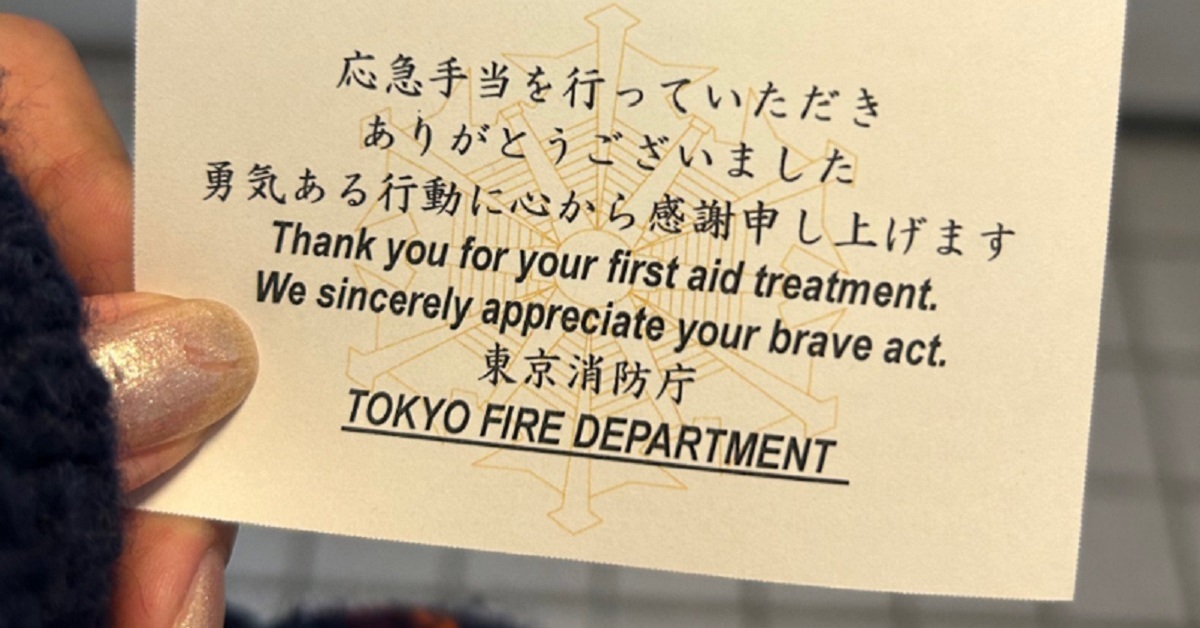 応急手当を行っていただき
ありがとうございました
勇気ある行動に心から感謝申し上げます
Thank you for your first aid treatment.
We sincerely appreciate your brave act.
東京消防庁
TOKYO FIRE DEPARTMENT